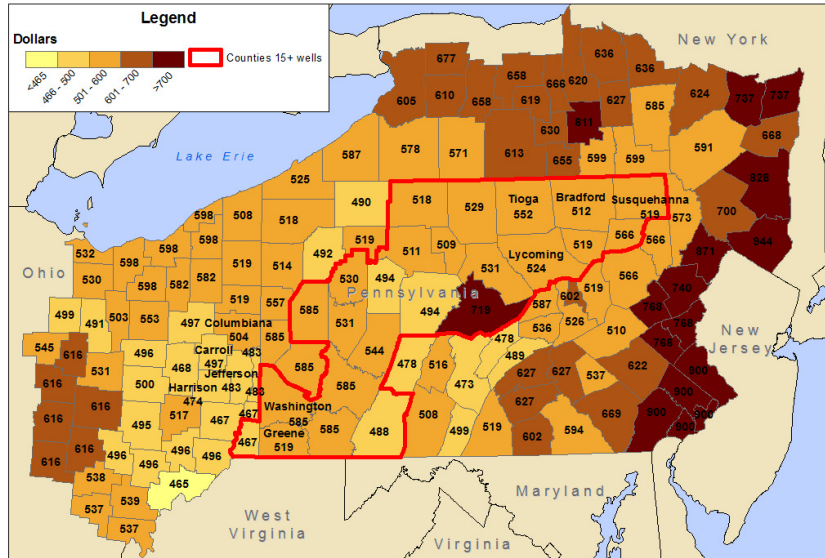 Legend
Dollars
<465
466 - 500
501 - 600
601 - 700
>700
Counties 15+ wells
New York
Lake Erie
677 658 666 620 636 636
605 610 658 619 627 585 624 737 737
630 611 668
587 578 571 613 655 599 599 591
525 828
490 518 529 Tioga Bradford Susquehanna
552 512 519 573 700
598 508 518
532 598 598 492 519 511 509 519 566 566 944
871
Ohio 598 519 514 530 494 531 Lycoming
524 566
530 598 582 582 Pennsylvania 740
519 557 585 494 719 587 602 519 768
499 491 503 553 497 Columbiana 531 536 526 510 768 New
Jersey
545 616 504 585 478 768
496 Carroll
497 483 544 478 516 489
616 531 468 Jefferson 585 627 627 537 622 900
500 Harrison 483 483 585 473 900
616 616 474 Washington 627
495 517 467 467 585 508 669 900 900
Greene
519 585 488 900
616 496 496 496 496 467 499 519 602 594
538 465
537 539 Maryland
537 West
Virginia
Virginia